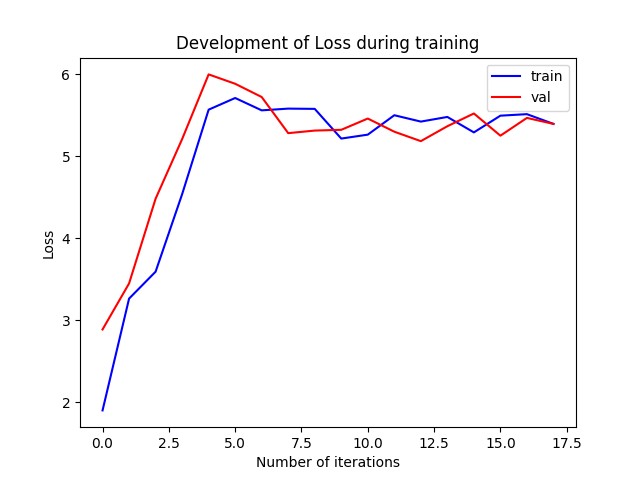 Development of Loss during training
train
val
6
5
4
3
2
Loss
0.0 2.5 5.0 7.5 10.0 12.5 15.0 17.5
Number of iterations